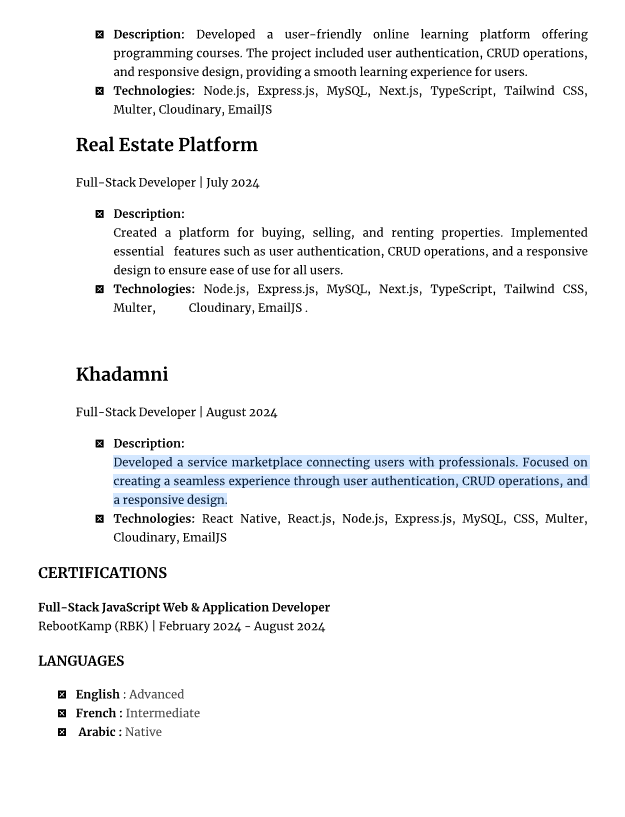 Description: Developed a user-friendly online learning platform offering
programming courses. The project included user authentication, CRUD operations,
and responsive design, providing a smooth learning experience for users.
Technologies: Node.js, Express.js, MySQL, Next.js, TypeScript, Tailwind CSS,
Multer, Cloudinary, EmailJS
Real Estate Platform
Full-Stack Developer | July 2024
Description:
Created a platform for buying, selling, and renting properties. Implemented
essential features such as user authentication, CRUD operations, and a responsive
design to ensure ease of use for all users.
Technologies: Node.js, Express.js, MySQL, Next.js, TypeScript, Tailwind CSS,
Multer, Cloudinary, EmailJS .
Khadamni
Full-Stack Developer | August 2024
Description:
Developed a service marketplace connecting users with professionals. Focused on
creating a seamless experience through user authentication, CRUD operations, and
a responsive design.
Technologies: React Native, React.js, Node.js, Express.js, MySQL, CSS, Multer,
Cloudinary, EmailJS
CERTIFICATIONS
Full-Stack JavaScript Web & Application Developer
RebootKamp (RBK) | February 2024 - August 2024
LANGUAGES
English : Advanced
French : Intermediate
Arabic : Native